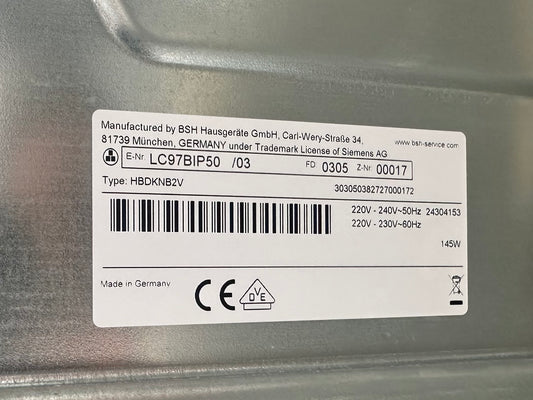 Manufactured by BSH Hausgeräte GmbH, Carl-Wery-Straße 34,
81739 München, GERMANY under Trademark License of Siemens AG
www.bsh-service.com
E-Nr. LC97BIP50 /03 FD: 0305 Z-Nr. 00017
Type: HBDKNB2V 303050382727000172
220V - 240V~50Hz 24304153
220V - 230V~60Hz
145W
Made in Germany
CE DVE